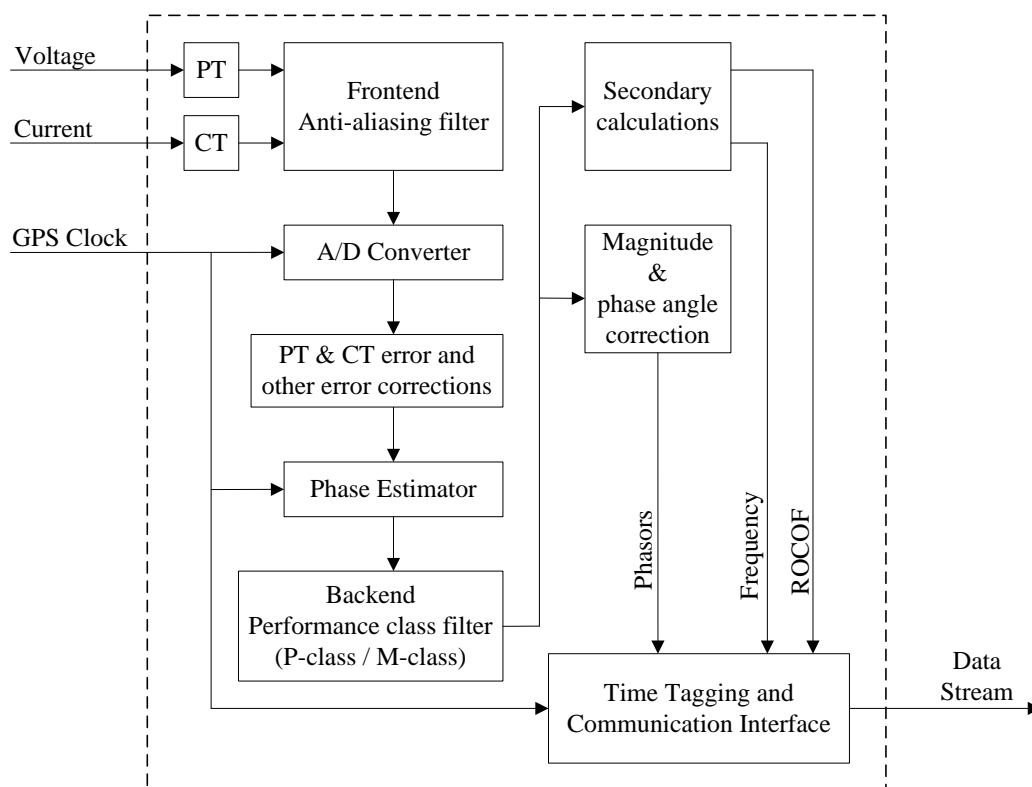 Voltage
PT
Current
CT
Frontend
Anti-aliasing filter
GPS Clock
A/D Converter
PT & CT error and
other error corrections
Phase Estimator
Backend
Performance class filter
(P-class / M-class)
Secondary
calculations
Magnitude
&
phase angle
correction
Phasors
Frequency
ROCOF
Time Tagging and
Communication Interface
Data
Stream